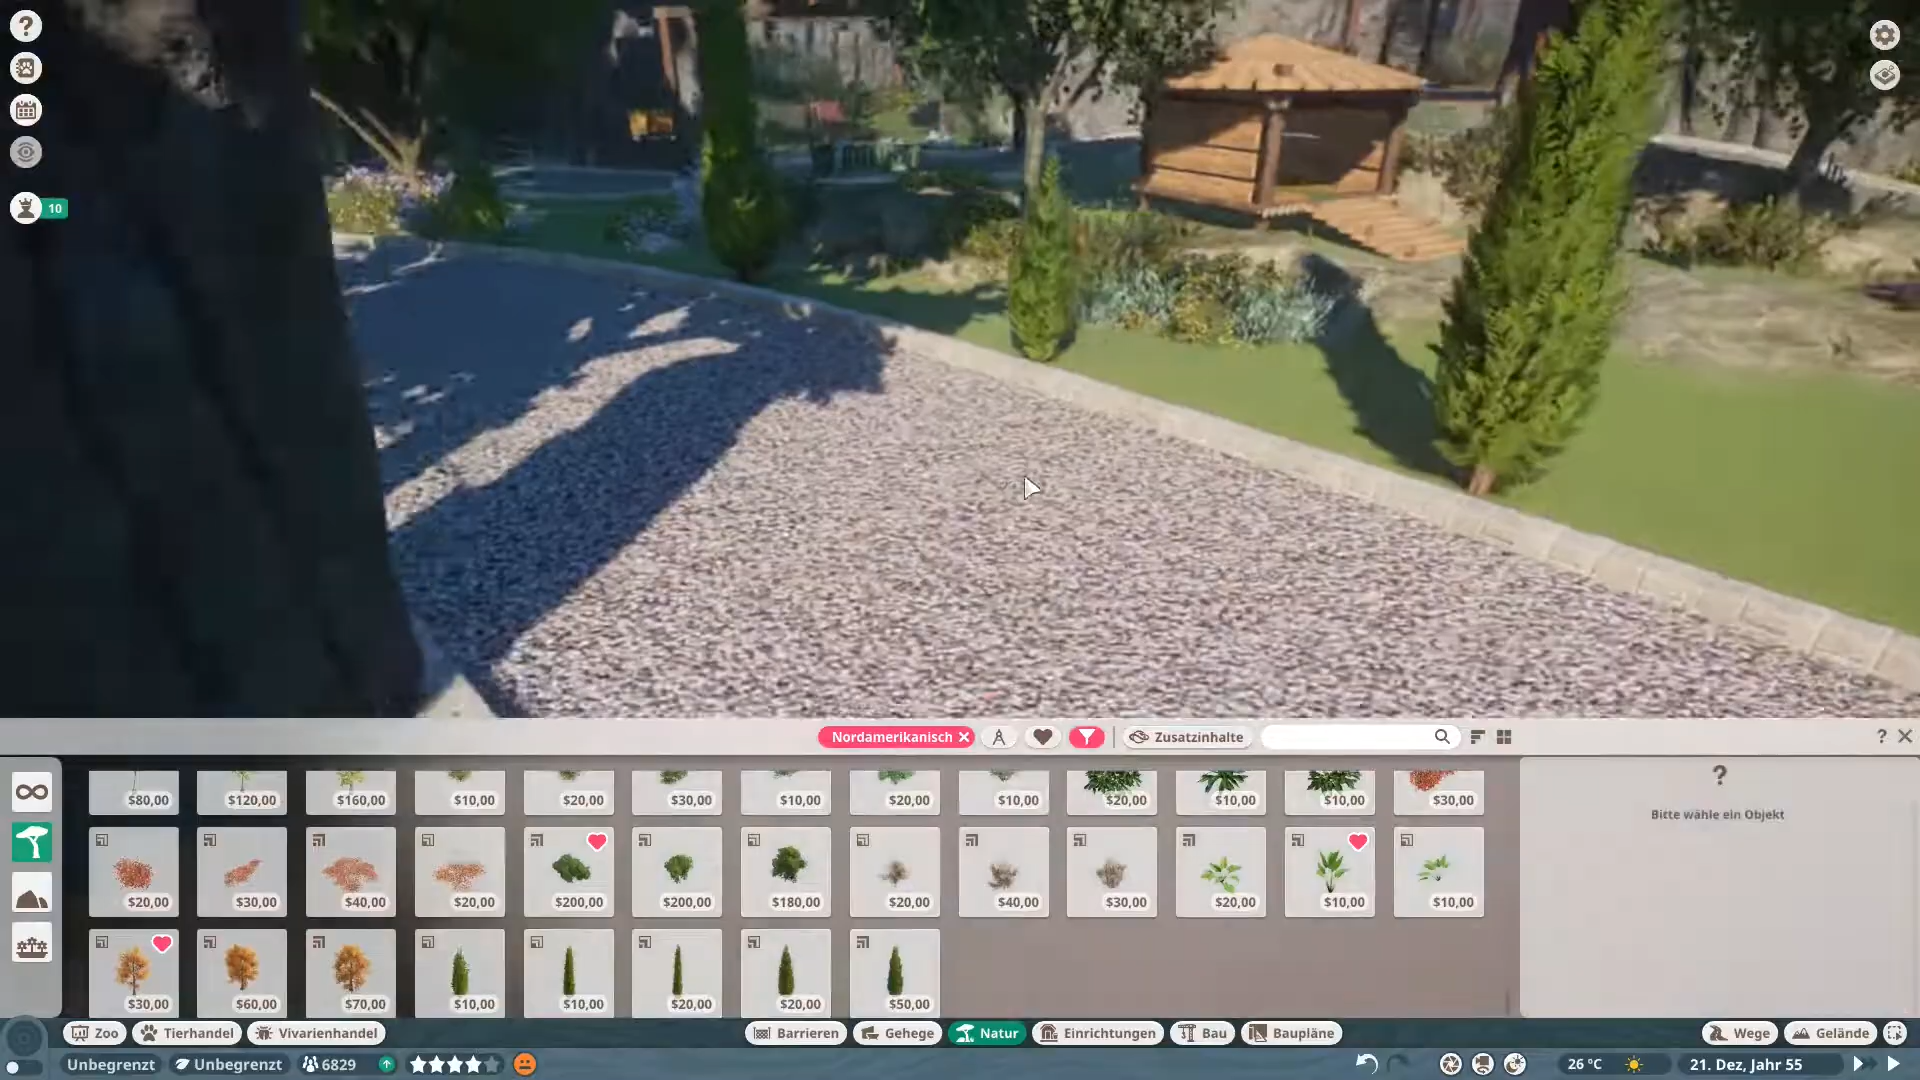 ?
10
Nordamerikanisch ✕
Zusatzinhalte
? ✕
$80,00 $120,00 $160,00 $10,00 $20,00 $30,00 $10,00 $20,00 $10,00 $20,00 $10,00 $10,00 $30,00
?
Bitte wähle ein Objekt
$20,00 $30,00 $40,00 $20,00 $200,00 $200,00 $180,00 $20,00 $40,00 $30,00 $20,00 $10,00 $10,00
$30,00 $60,00 $70,00 $10,00 $10,00 $20,00 $20,00 $50,00
Zoo Tierhandel Vivarienhandel Barrieren Gehege Natur Einrichtungen Bau Baupläne Wege Gelände
Unbegrenzt Unbegrenzt 6829 26 °C 21. Dez, Jahr 55